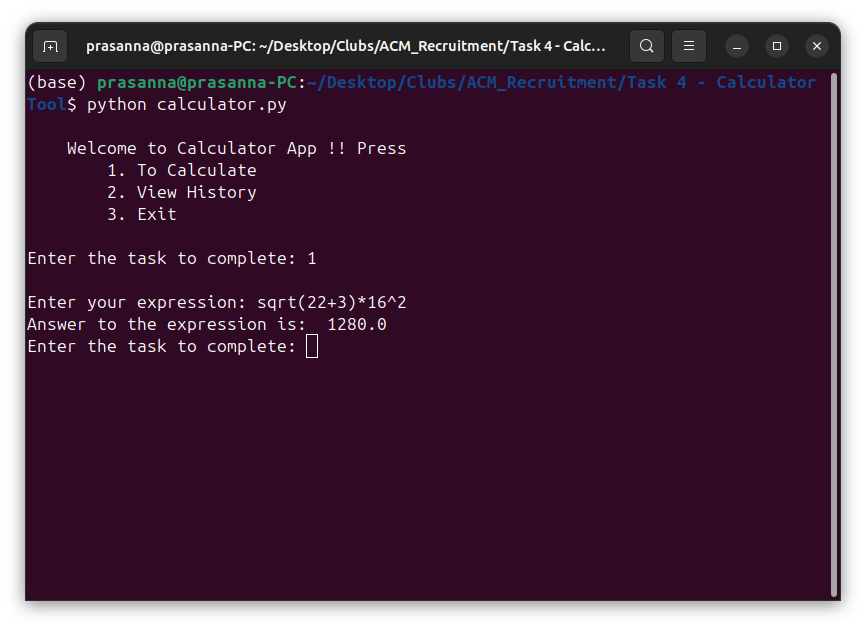 prasanna@prasanna-PC: ~/Desktop/Clubs/ACM_Recruitment/Task 4 - Calc...
(base) prasanna@prasanna-PC:~/Desktop/Clubs/ACM_Recruitment/Task 4 - Calculator
Tool$ python calculator.py
Welcome to Calculator App !! Press
1. To Calculate
2. View History
3. Exit
Enter the task to complete: 1
Enter your expression: sqrt(22+3)*16^2
Answer to the expression is:  1280.0
Enter the task to complete: